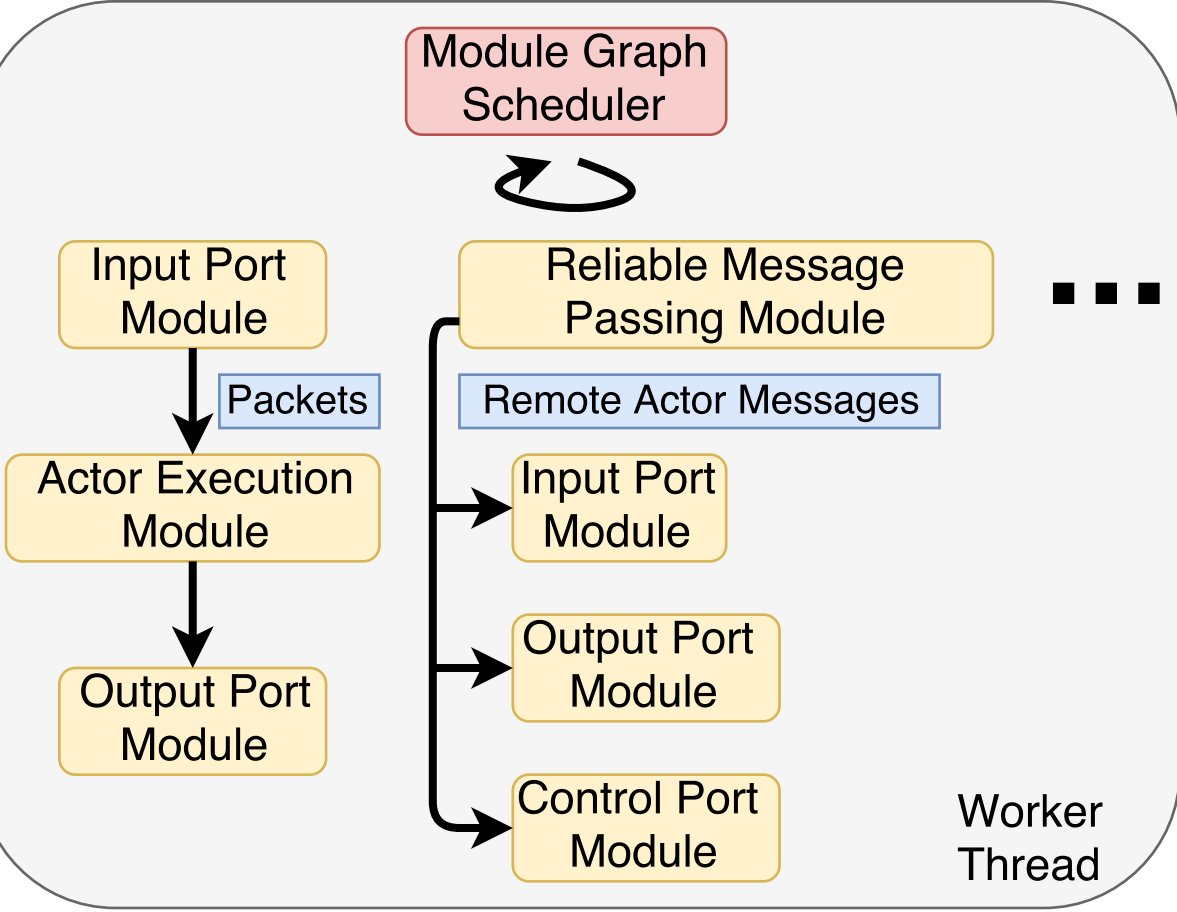 Module Graph
Scheduler
Input Port
Module
Reliable Message
Passing Module
Packets
Remote Actor Messages
Actor Execution
Module
Input Port
Module
Output Port
Module
Output Port
Module
Control Port
Module
Worker
Thread